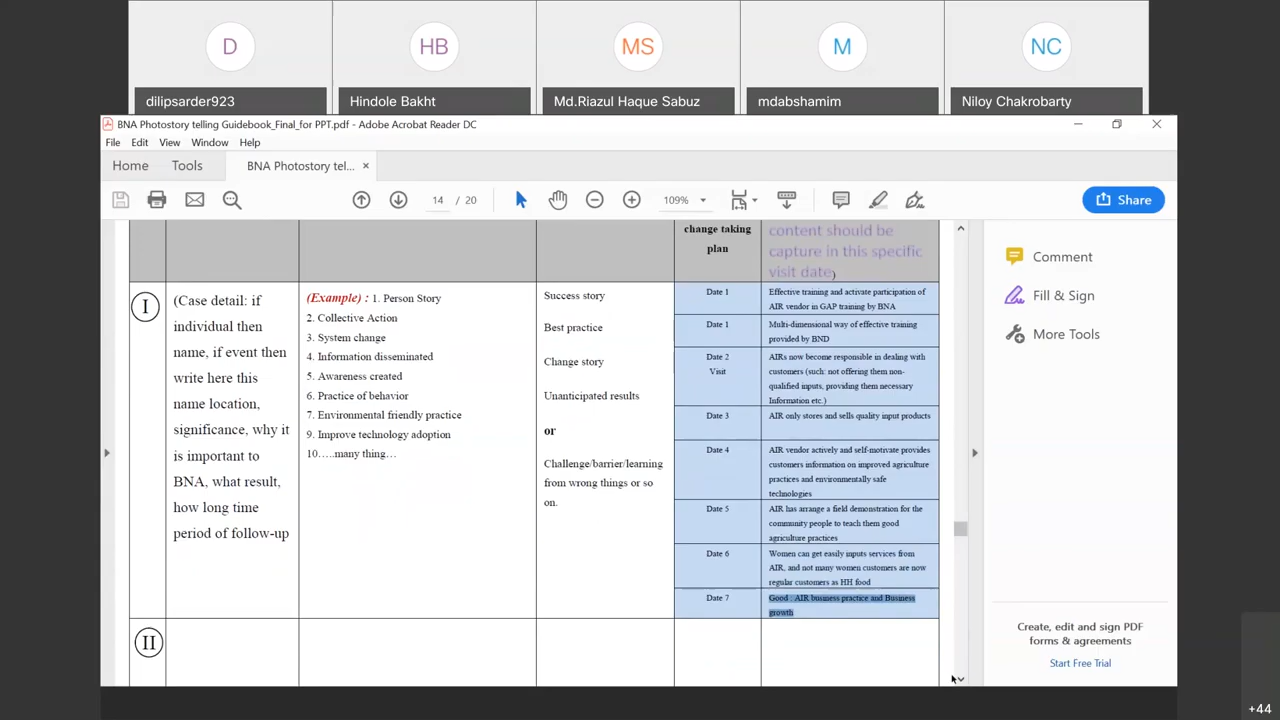 D
HB
MS
M
NC
dilipsarder923
Hindole Bakht
Md.Riazul Haque Sabuz
mdabshamim
Niloy Chakrobarty
BNA Photostory telling Guidebook_Final_for PPT.pdf - Adobe Acrobat Reader DC
File Edit View Window Help
Home Tools BNA Photostory tel... ×
14 / 20
109%
Share
change taking
plan
content should be
capture in this specific
visit date)
I
(Case detail: if
individual then
name, if event then
write here this
name location,
significance, why it
is important to
BNA, what result,
how long time
period of follow-up
(Example) : 1. Person Story
2. Collective Action
3. System change
4. Information disseminated
5. Awareness created
6. Practice of behavior
7. Environmental friendly practice
9. Improve technology adoption
10…..many thing…
Success story
Best practice
Change story
Unanticipated results
or
Challenge/barrier/learning
from wrong things or so
on.
Date 1
Effective training and activate participation of
AIR vendor in GAP training by BNA
Date 1
Multi-dimensional way of effective training
provided by BND
Date 2
Visit
AIRs now become responsible in dealing with
customers (such: not offering them non-
qualified inputs, providing them necessary
Information etc.)
Date 3
AIR only stores and sells quality input products
Date 4
AIR vendor actively and self-motivate provides
customers information on improved agriculture
practices and environmentally safe
technologies
Date 5
AIR has arrange a field demonstration for the
community people to teach them good
agriculture practices
Date 6
Women can get easily inputs services from
AIR, and not many women customers are now
regular customers as HH food
Date 7
Good : AIR business practice and Business
growth
II
Comment
Fill & Sign
More Tools
Create, edit and sign PDF
forms & agreements
Start Free Trial
+44